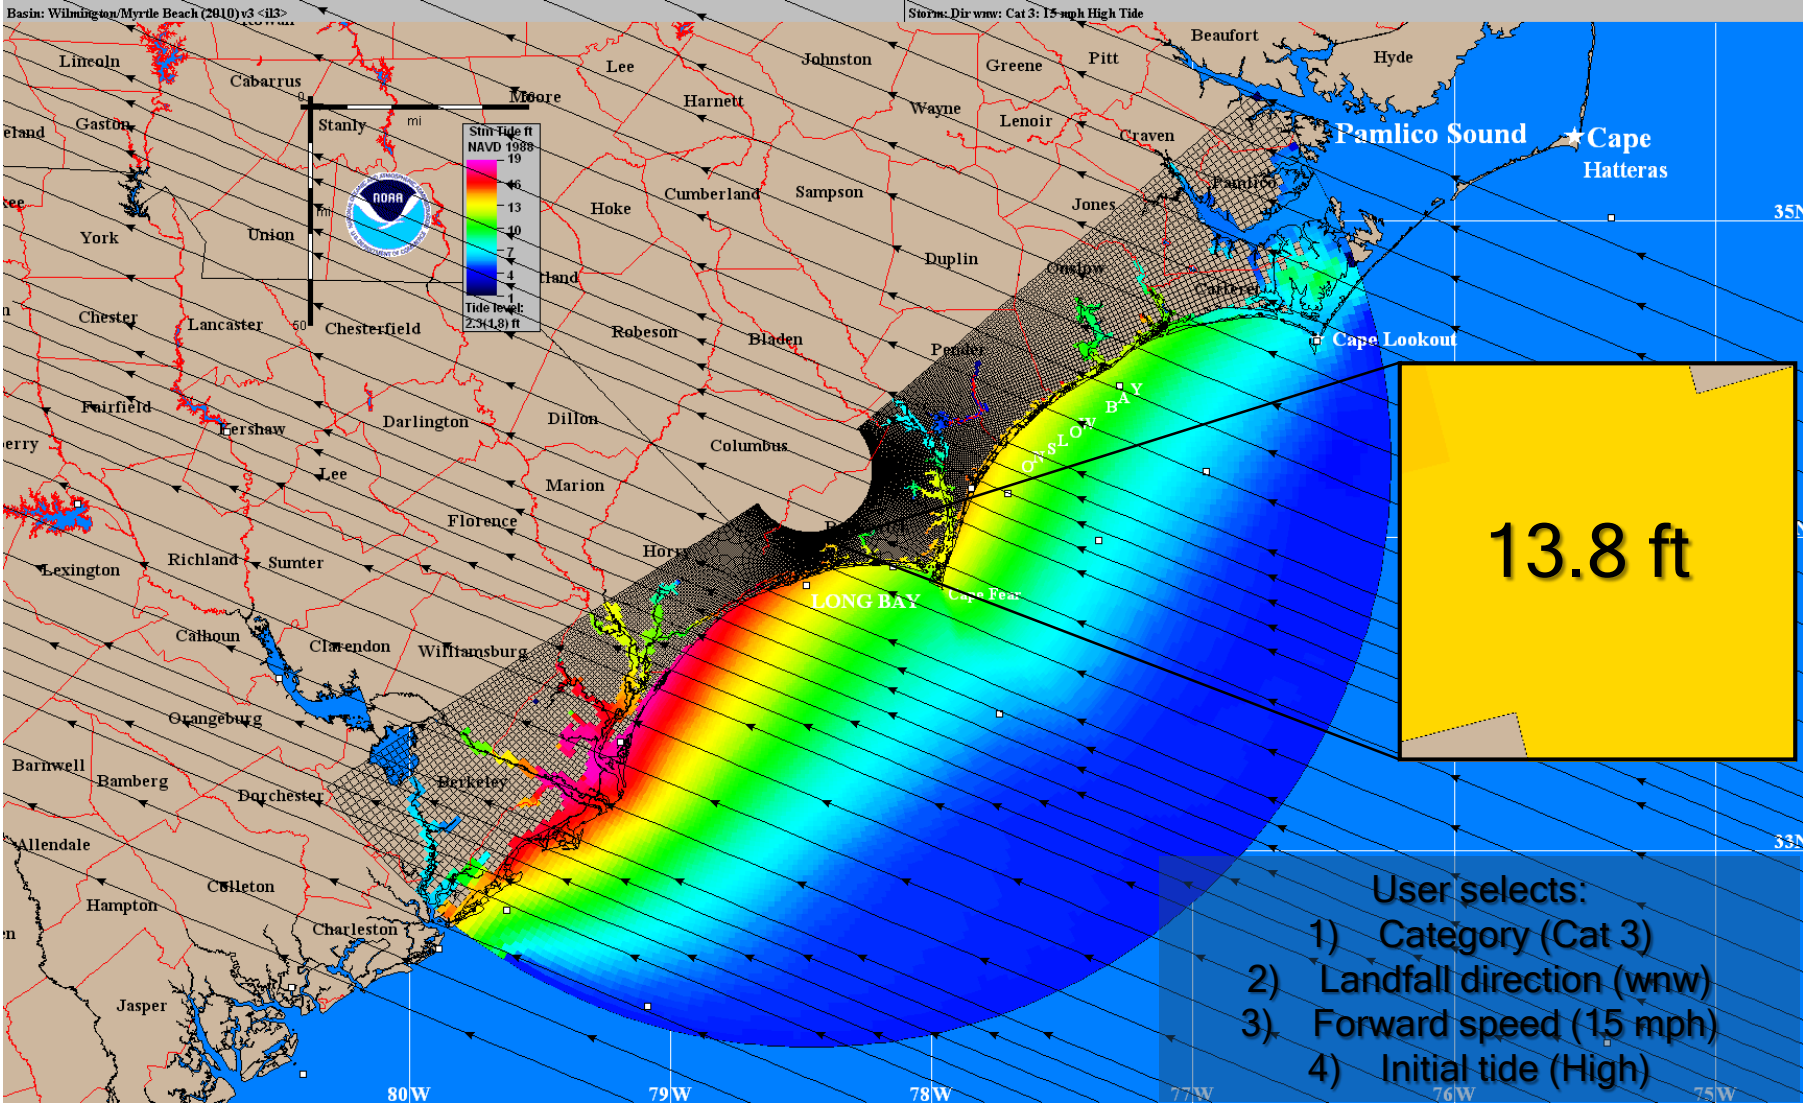 Basin: Wilmington/Myrtle Beach (2010) v3 <il3>
Storm: Dir wnw: Cat 3: 15 mph High Tide
Beaufort
Hyde
Lincoln
Cabarrus
Lee
Johnston
Greene
Pitt
Moore
Harnett
Wayne
Gaston
Stanly
mi
Lenoir
Craven
Pamlico Sound
Cape
Hatteras
Stm Tide ft
NAVD 1988
19
16
13
10
7
4
1
Tide level:
2.3(1.8) ft
0
50
mi
NOAA
Cumberland
Sampson
Pamlico
Hoke
Jones
York
Union
35N
Duplin
Onslow
Carteret
Chester
Lancaster
Chesterfield
Robeson
Bladen
Pender
Cape Lookout
Fairfield
Kershaw
Darlington
Dillon
Columbus
ONSLOW BAY
Lee
Marion
Florence
Horry
13.8 ft
Richland
Sumter
Lexington
LONG BAY
Cape Fear
Calhoun
Clarendon
Williamsburg
Orangeburg
Barnwell
Bamberg
Dorchester
Berkeley
Allendale
33N
Colleton
Hampton
Charleston
Jasper
User selects:
1) Category (Cat 3)
2) Landfall direction (wnw)
3) Forward speed (15 mph)
4) Initial tide (High)
80W
79W
78W
77W
76W
75W